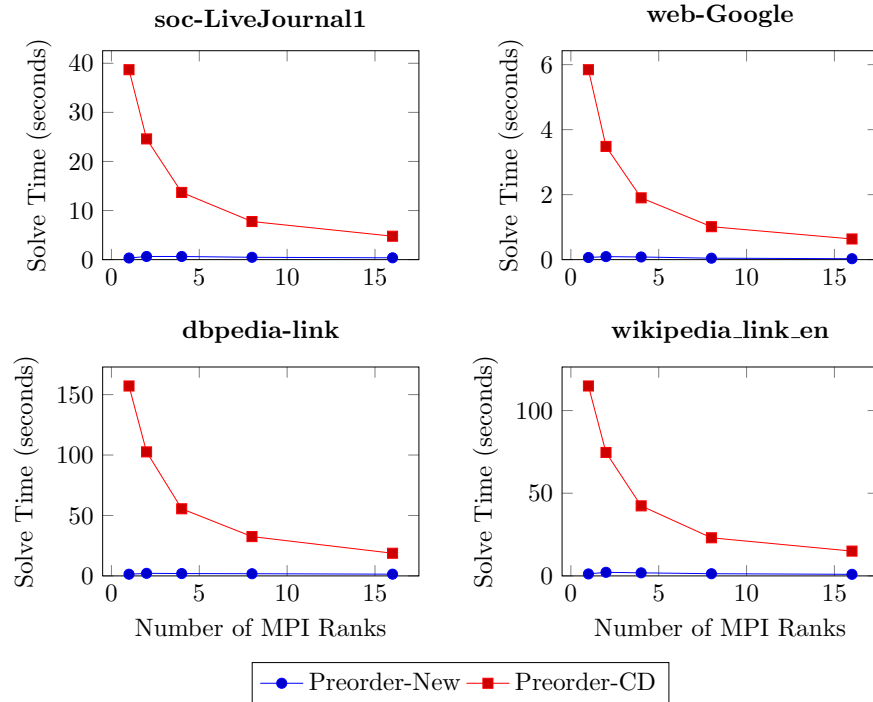 soc-LiveJournal1
web-Google
Solve Time (seconds)
40
30
20
10
0
0 5 10 15
Solve Time (seconds)
6
4
2
0
0 5 10 15
dbpedia-link
wikipedia_link_en
Solve Time (seconds)
150
100
50
0
0 5 10 15
Number of MPI Ranks
Solve Time (seconds)
100
50
0
0 5 10 15
Number of MPI Ranks
Preorder-New Preorder-CD